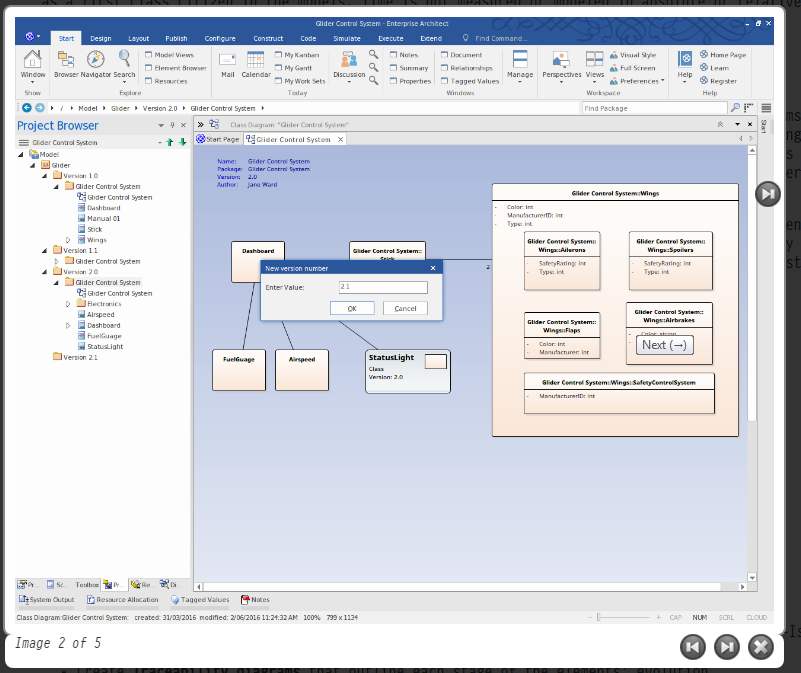 Glider Control System - Enterprise Architect
Start Design Layout Publish Configure Construct Code Simulate Execute Extend Find Command...
Window Browser Navigator Search Model Views Element Browser Resources
Mail Calendar My Kanban My Gantt My Work Sets Discussion
Notes Summary Properties Document Relationships Tagged Values Manage
Perspectives Views Visual Style Full Screen Preferences Help Home Page Learn Register
Show Explore Today Windows Workspace Help
/ Model Glider Version 2.0 Glider Control System Find Package
Project Browser
Glider Control System
Model
Glider
Version 1.0
Glider Control System
Glider Control System
Dashboard
Manual 01
Stick
Wings
Version 1.1
Glider Control System
Version 2.0
Glider Control System
Glider Control System
Electronics
Airspeed
Dashboard
FuelGuage
StatusLight
Version 2.1
Class Diagram: "Glider Control System"
Start Page Glider Control System
Start
Name: Glider Control System
Package: Glider Control System
Version: 2.0
Author: Jane Ward
Dashboard
Glider Control System::
Stick
New version number
Enter Value: 2.1
OK Cancel
2
FuelGuage
Airspeed
StatusLight
Class
Version: 2.0
Glider Control System::Wings
- Color: int
- ManufacturerID: int
- Type: int
Glider Control System::
Wings::Ailerons
- SafetyRating: int
- Type: int
Glider Control System::
Wings::Spoilers
- SafetyRating: int
- Type: int
Glider Control System::
Wings::Flaps
- Color: int
- Manufacturer: int
Glider Control System::
Wings::Airbrakes
- Color: string
Next (→)
Glider Control System::Wings::SafetyControlSystem
- ManufacturerID: int
Pr... Sc... Toolbox Pr... Re... Di...
System Output Resource Allocation Tagged Values Notes
Class Diagram:Glider Control System: created: 31/03/2016 modified: 2/06/2016 11:24:32 AM 100% 799 x 1134
CAP NUM SCRL CLOUD
Image 2 of 5